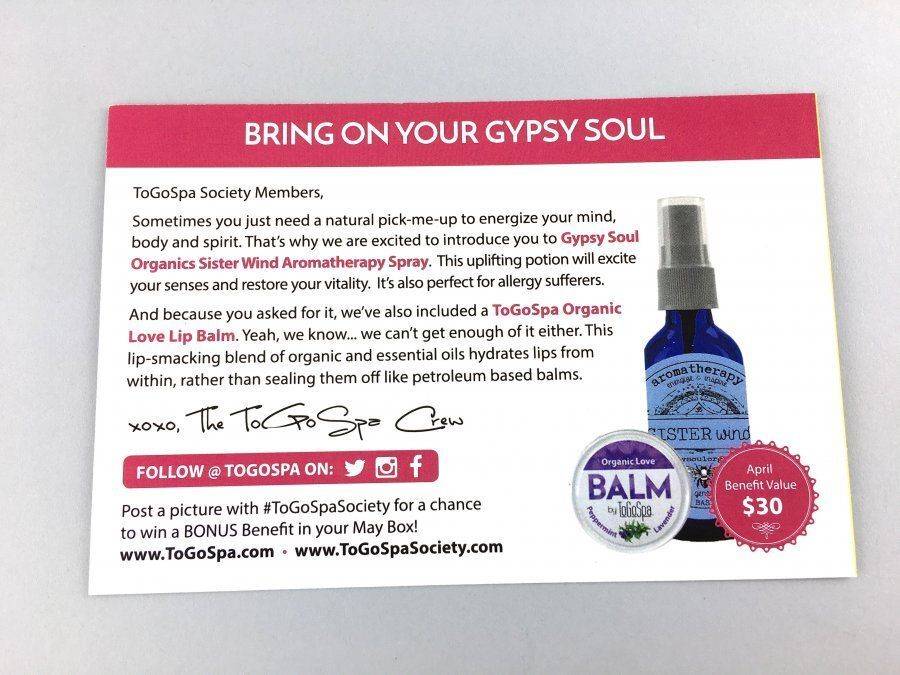 BRING ON YOUR GYPSY SOUL
ToGoSpa Society Members,
Sometimes you just need a natural pick-me-up to energize your mind,
body and spirit. That's why we are excited to introduce you to Gypsy Soul
Organics Sister Wind Aromatherapy Spray. This uplifting potion will excite
your senses and restore your vitality. It's also perfect for allergy sufferers.
And because you asked for it, we've also included a ToGoSpa Organic
Love Lip Balm. Yeah, we know... we can't get enough of it either. This
lip-smacking blend of organic and essential oils hydrates lips from
within, rather than sealing them off like petroleum based balms.
xoxo, The ToGoSpa Crew
FOLLOW @ TOGOSPA ON:
Post a picture with #ToGoSpaSociety for a chance
to win a BONUS Benefit in your May Box!
www.ToGoSpa.com • www.ToGoSpaSociety.com
aromatherapy
energize & inspire
SISTER wind
Organic Love
BALM
by ToGoSpa
Peppermint Lavender
April
Benefit Value
$30